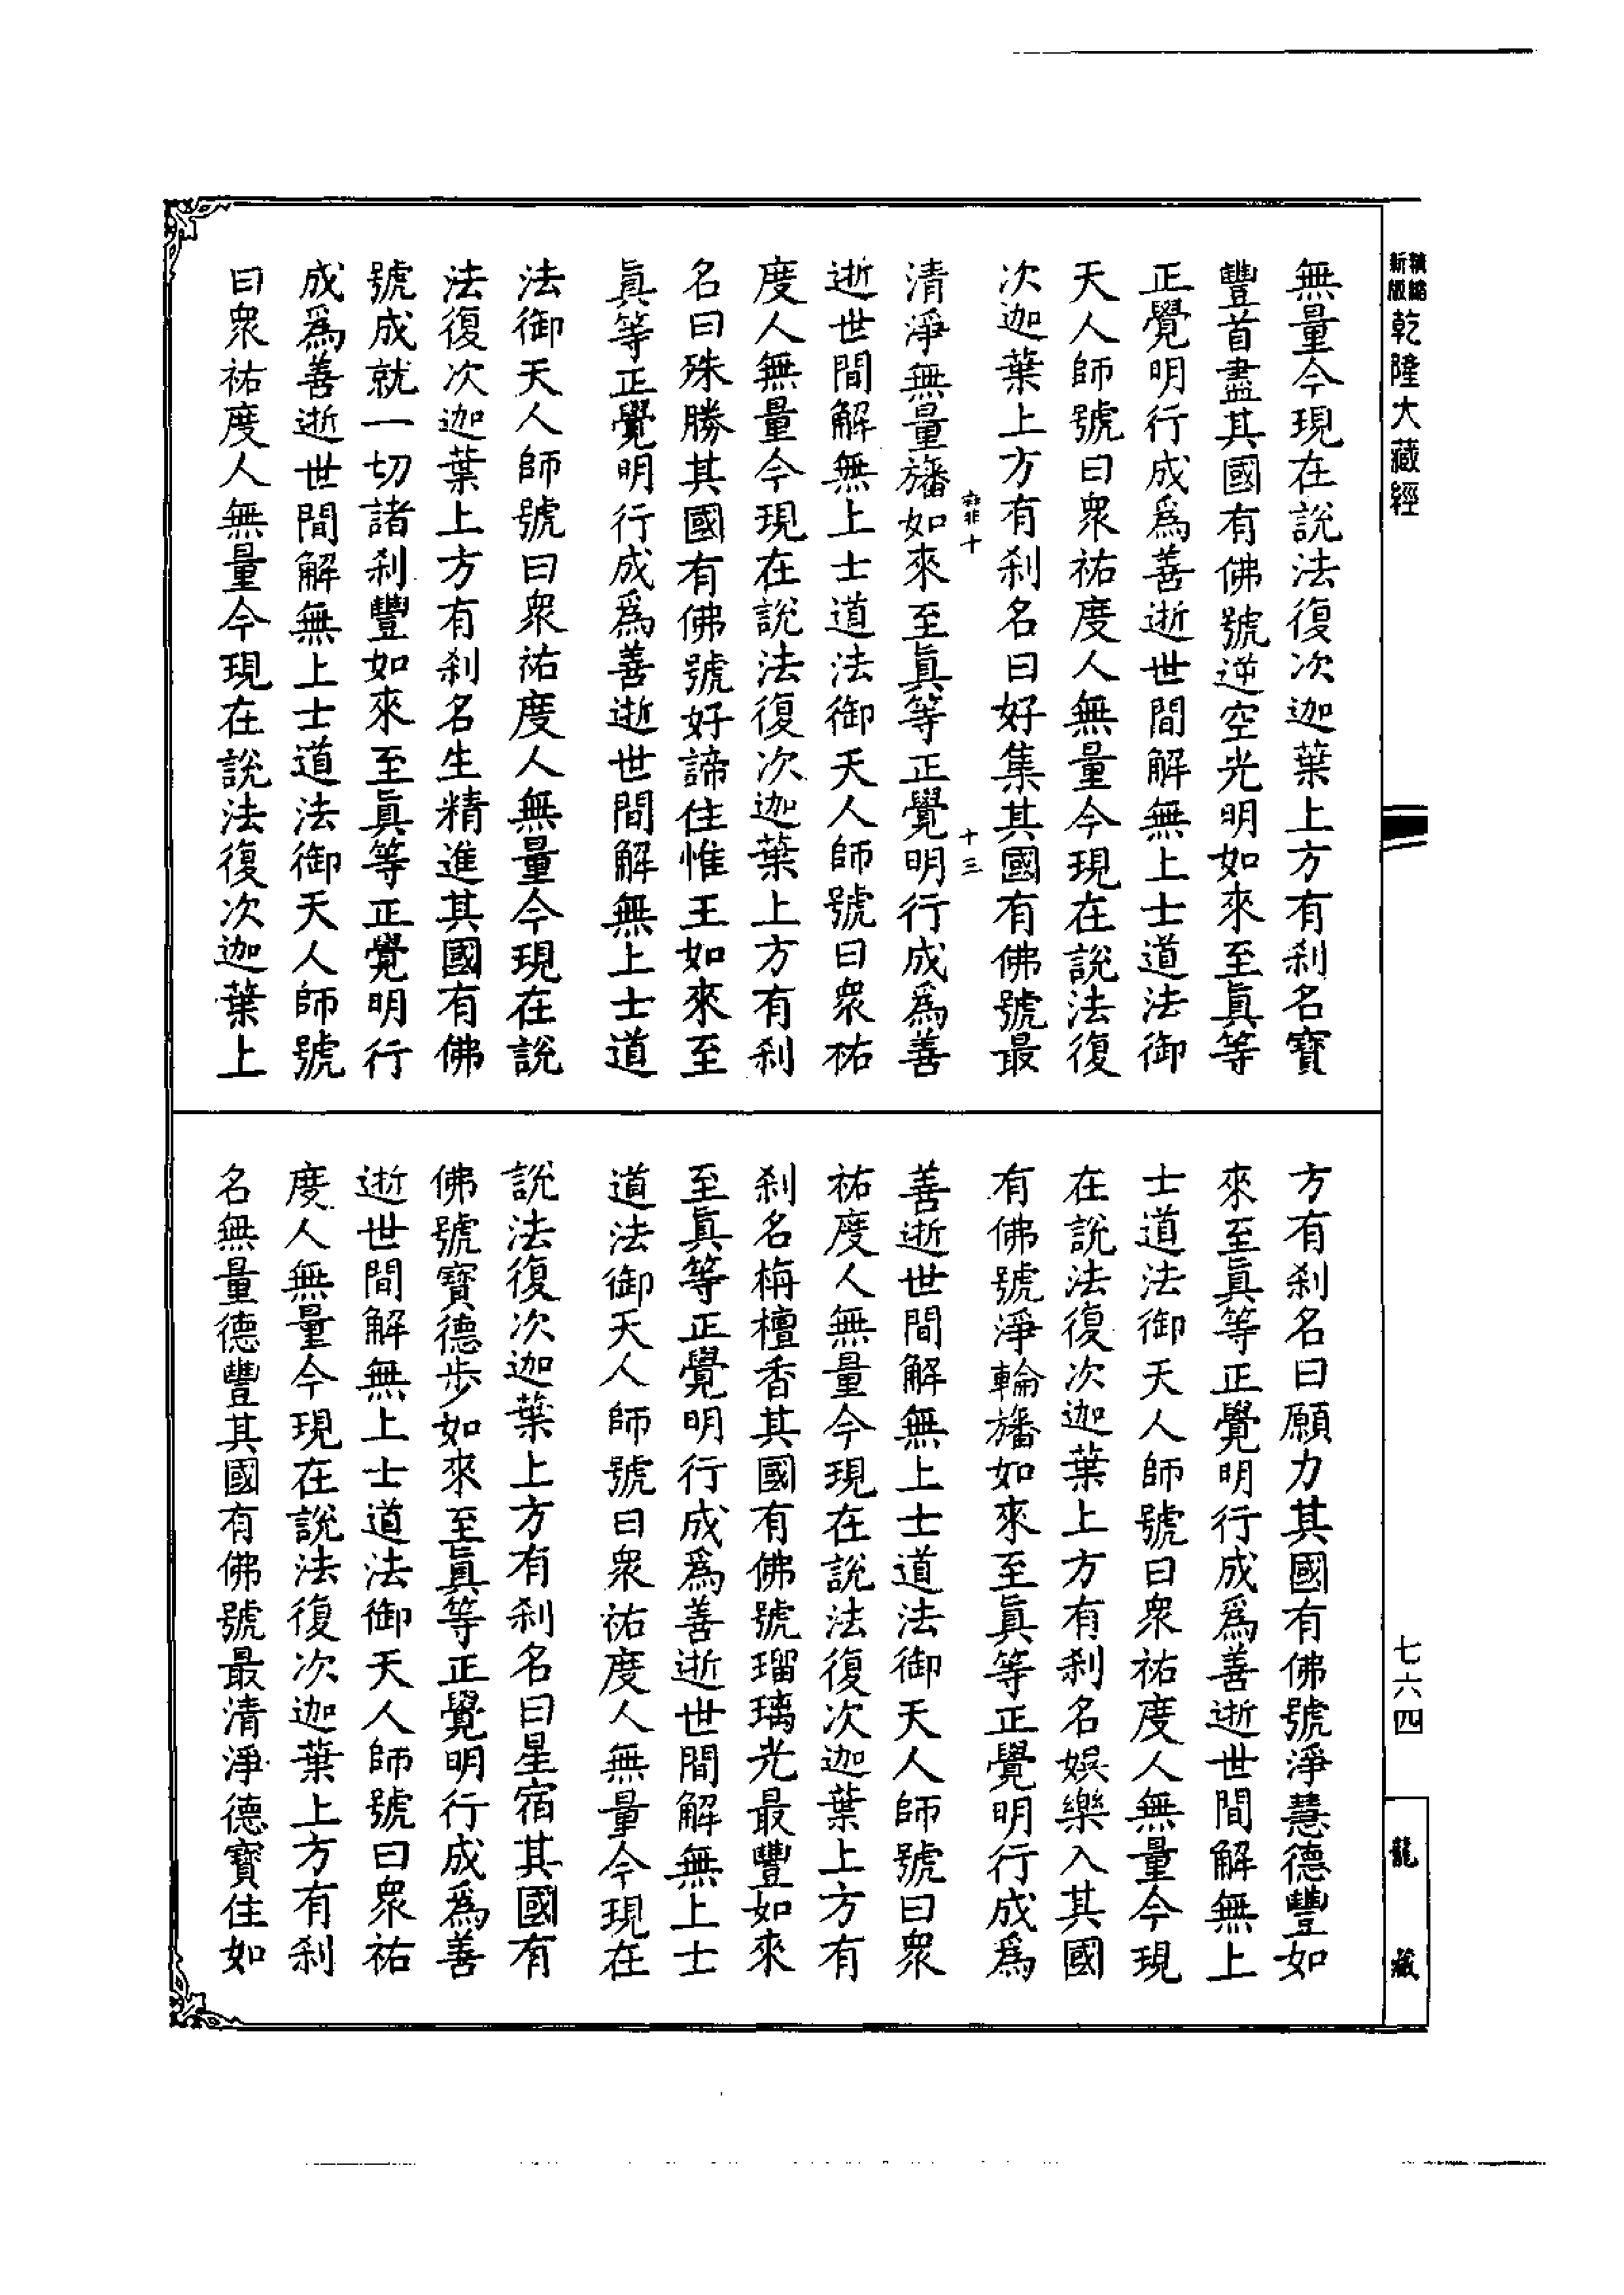 新版精縮乾隆大藏經
無量今現在說法復次迦葉上方有刹名寶
豐首盡其國有佛號逆空光明如來至眞等
正覺明行成爲善逝世間解無上士道法御
天人師號曰衆祐度人無量今現在說法復
次迦葉上方有刹名曰好集其國有佛號最
十
十三
清淨無量旛如來至眞等正覺明行成爲善
逝世間解無上士道法御天人師號曰衆祐
度人無量今現在說法復次迦葉上方有刹
名曰殊勝其國有佛號好諦住惟王如來至
眞等正覺明行成爲善逝世間解無上士道
法御天人師號曰衆祐度人無量今現在說
法復次迦葉上方有刹名生精進其國有佛
號成就一切諸刹豐如來至眞等正覺明行
成爲善逝世間解無上士道法御天人師號
曰衆祐度人無量今現在說法復次迦葉上
方有刹名曰願力其國有佛號淨慧德豐如
來至眞等正覺明行成爲善逝世間解無上
士道法御天人師號曰衆祐度人無量今現
在說法復次迦葉上方有刹名娛樂入其國
有佛號淨輪旛如來至眞等正覺明行成爲
善逝世間解無上士道法御天人師號曰衆
祐度人無量今現在說法復次迦葉上方有
刹名栴檀香其國有佛號瑠璃光最豐如來
至眞等正覺明行成爲善逝世間解無上士
道法御天人師號曰衆祐度人無量今現在
說法復次迦葉上方有刹名曰星宿其國有
佛號寶德步如來至眞等正覺明行成爲善
逝世間解無上士道法御天人師號曰衆祐
度人無量今現在說法復次迦葉上方有刹
名無量德豐其國有佛號最清淨德寶住如
七六四
龍藏